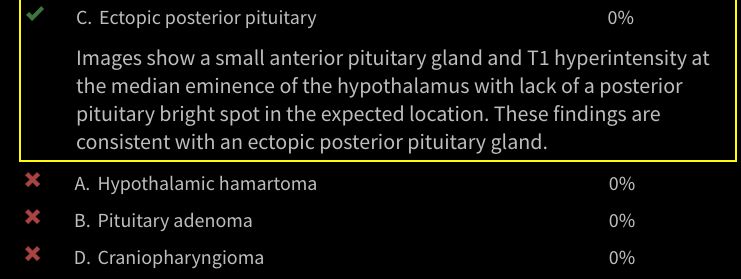 C. Ectopic posterior pituitary 0%
Images show a small anterior pituitary gland and T1 hyperintensity at
the median eminence of the hypothalamus with lack of a posterior
pituitary bright spot in the expected location. These findings are
consistent with an ectopic posterior pituitary gland.
A. Hypothalamic hamartoma 0%
B. Pituitary adenoma 0%
D. Craniopharyngioma 0%